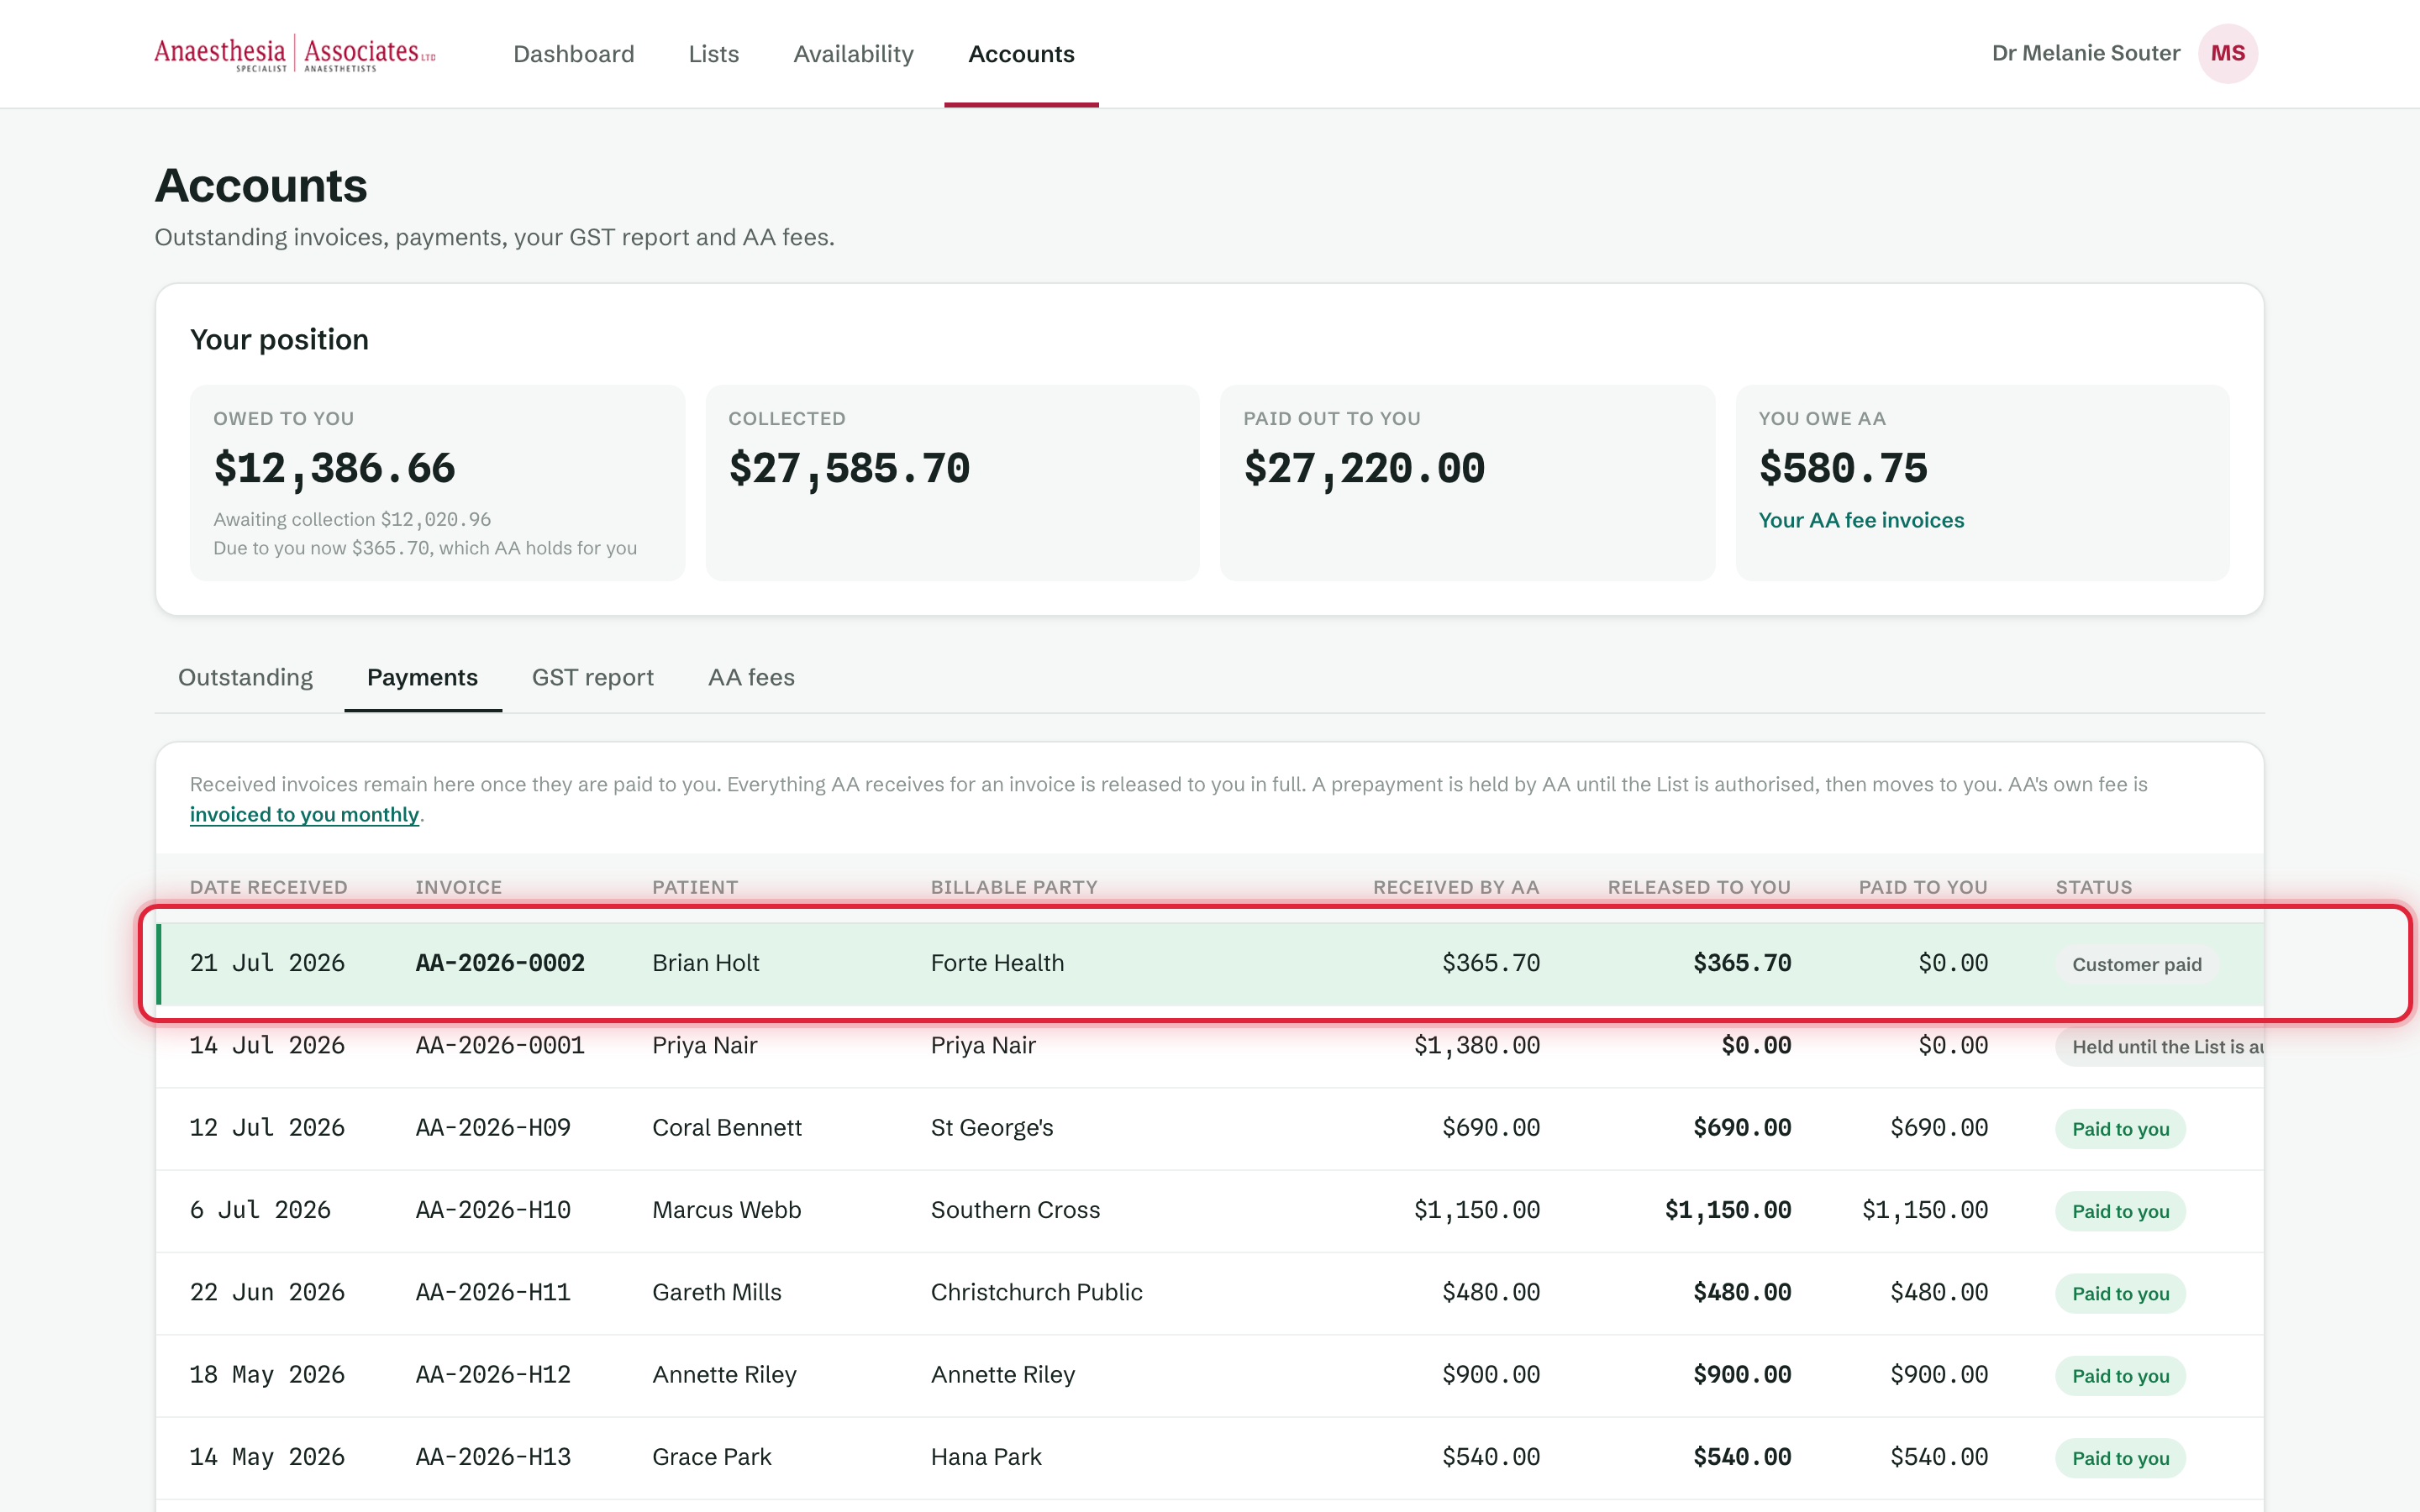 Anaesthesia Associates LTD
SPECIALIST ANAESTHETISTS
Dashboard Lists Availability Accounts
Dr Melanie Souter MS
Accounts
Outstanding invoices, payments, your GST report and AA fees.
Your position
OWED TO YOU COLLECTED PAID OUT TO YOU YOU OWE AA
$12,386.66 $27,585.70 $27,220.00 $580.75
Awaiting collection $12,020.96 Your AA fee invoices
Due to you now $365.70, which AA holds for you
Outstanding Payments GST report AA fees
Received invoices remain here once they are paid to you. Everything AA receives for an invoice is released to you in full. A prepayment is held by AA until the List is authorised, then moves to you. AA's own fee is
invoiced to you monthly.
DATE RECEIVED INVOICE PATIENT BILLABLE PARTY RECEIVED BY AA RELEASED TO YOU PAID TO YOU STATUS
21 Jul 2026 AA-2026-0002 Brian Holt Forte Health $365.70 $365.70 $0.00 Customer paid
14 Jul 2026 AA-2026-0001 Priya Nair Priya Nair $1,380.00 $0.00 $0.00 Held until the List is
12 Jul 2026 AA-2026-H09 Coral Bennett St George's $690.00 $690.00 $690.00 Paid to you
6 Jul 2026 AA-2026-H10 Marcus Webb Southern Cross $1,150.00 $1,150.00 $1,150.00 Paid to you
22 Jun 2026 AA-2026-H11 Gareth Mills Christchurch Public $480.00 $480.00 $480.00 Paid to you
18 May 2026 AA-2026-H12 Annette Riley Annette Riley $900.00 $900.00 $900.00 Paid to you
14 May 2026 AA-2026-H13 Grace Park Hana Park $540.00 $540.00 $540.00 Paid to you